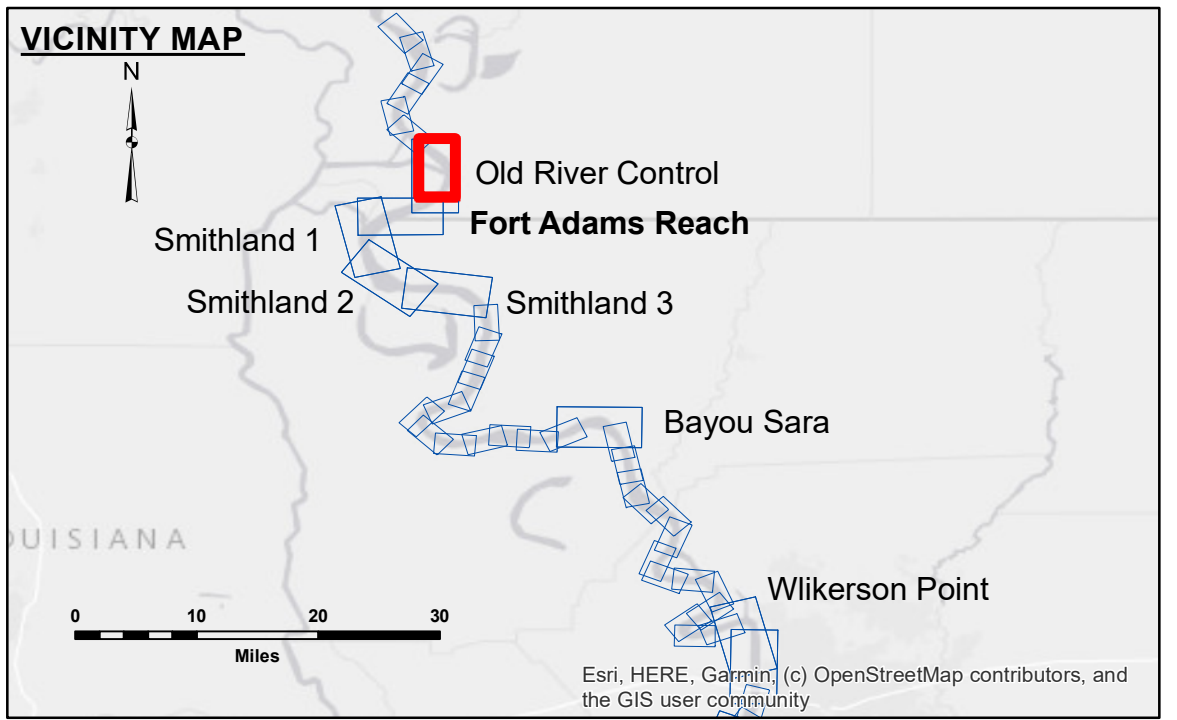 VICINITY MAP
N
Old River Control
Fort Adams Reach
Smithland 1
Smithland 2
Smithland 3
Bayou Sara
OUISIANA
Wlikerson Point
0 10 20 30
Miles
Esri, HERE, Garmin, (c) OpenStreetMap contributors, and
the GIS user community